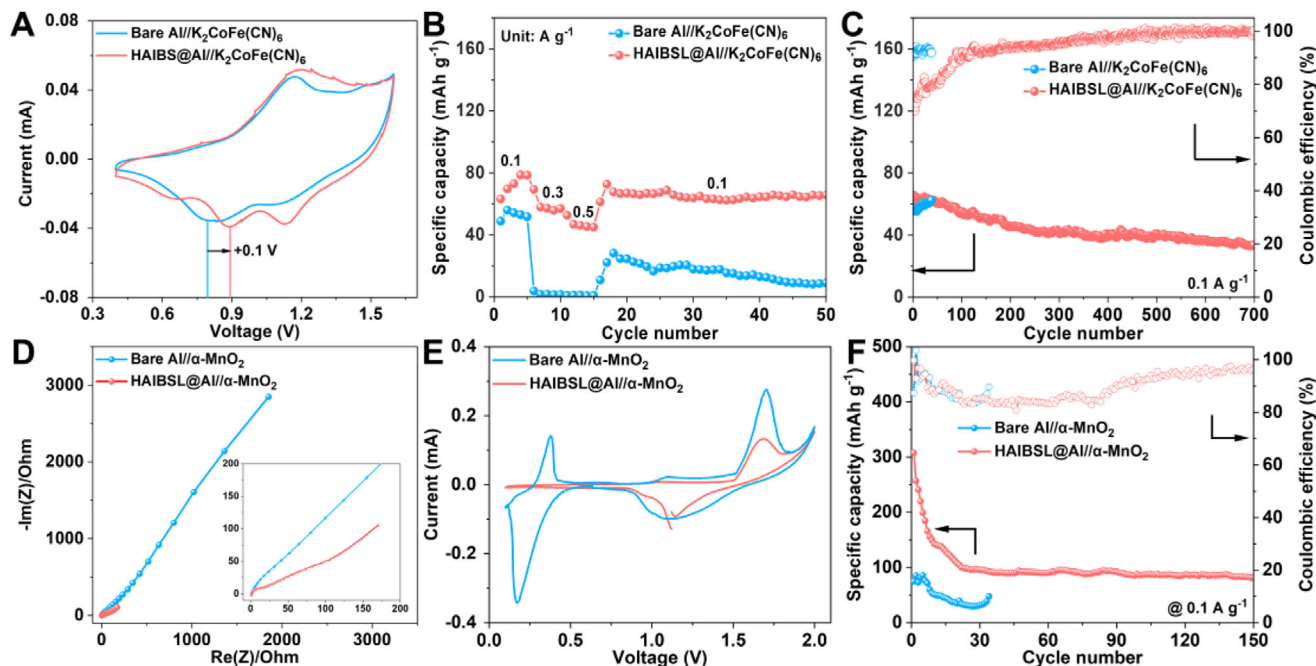 A
Bare Al//K2CoFe(CN)6
HAIBS@Al//K2CoFe(CN)6
Current (mA)
0.08
0.04
0.00
-0.04
-0.08
+0.1 V
0.3 0.6 0.9 1.2 1.5
Voltage (V)
B
Unit: A g-1
Bare Al//K2CoFe(CN)6
HAIBSL@Al//K2CoFe(CN)6
Specific capacity (mAh g-1)
160
120
80
40
0
0.1
0.3
0.5
0.1
0 10 20 30 40 50
Cycle number
C
Bare Al//K2CoFe(CN)6
HAIBSL@Al//K2CoFe(CN)6
Specific capacity (mAh g-1)
160
120
80
40
0
Coulombic efficiency (%)
100
80
60
40
20
0
0.1 A g-1
0 100 200 300 400 500 600 700
Cycle number
D
Bare Al//α-MnO2
HAIBSL@Al//α-MnO2
-Im(Z)/Ohm
3000
2000
1000
0
200
150
100
50
0
0 50 100 150 200
0 1000 2000 3000
Re(Z)/Ohm
E
Bare Al//α-MnO2
HAIBSL@Al//α-MnO2
Current (mA)
0.4
0.2
0.0
-0.2
-0.4
0.0 0.5 1.0 1.5 2.0
Voltage (V)
F
Bare Al//α-MnO2
HAIBSL@Al//α-MnO2
Specific capacity (mAh g-1)
500
400
300
200
100
0
Coulombic efficiency (%)
100
80
60
40
20
0
@ 0.1 A g-1
0 30 60 90 120 150
Cycle number